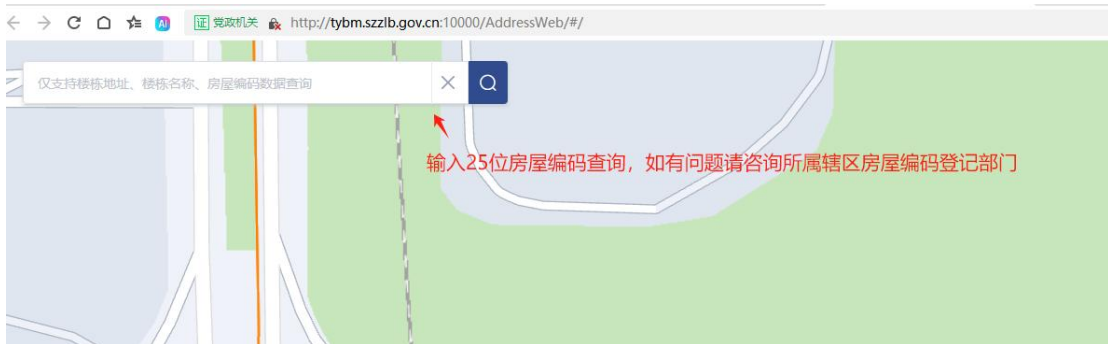 AI 证 党政机关 http://tybm.szzlb.gov.cn:10000/AddressWeb/#/
仅支持楼栋地址、楼栋名称、房屋编码数据查询
输入25位房屋编码查询，如有问题请咨询所属辖区房屋编码登记部门